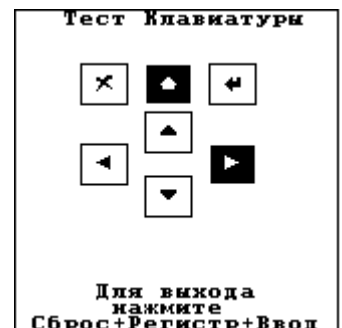 Тест Клавиатуры
Для выхода
нажмите
Сброс+Регистр+Ввод